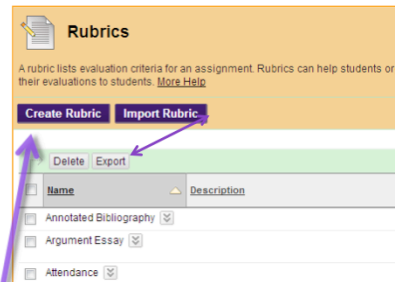 Rubrics
A rubric lists evaluation criteria for an assignment. Rubrics can help students or
their evaluations to students. More Help
Create Rubric Import Rubric
Delete Export
Name Description
Annotated Bibliography
Argument Essay
Attendance